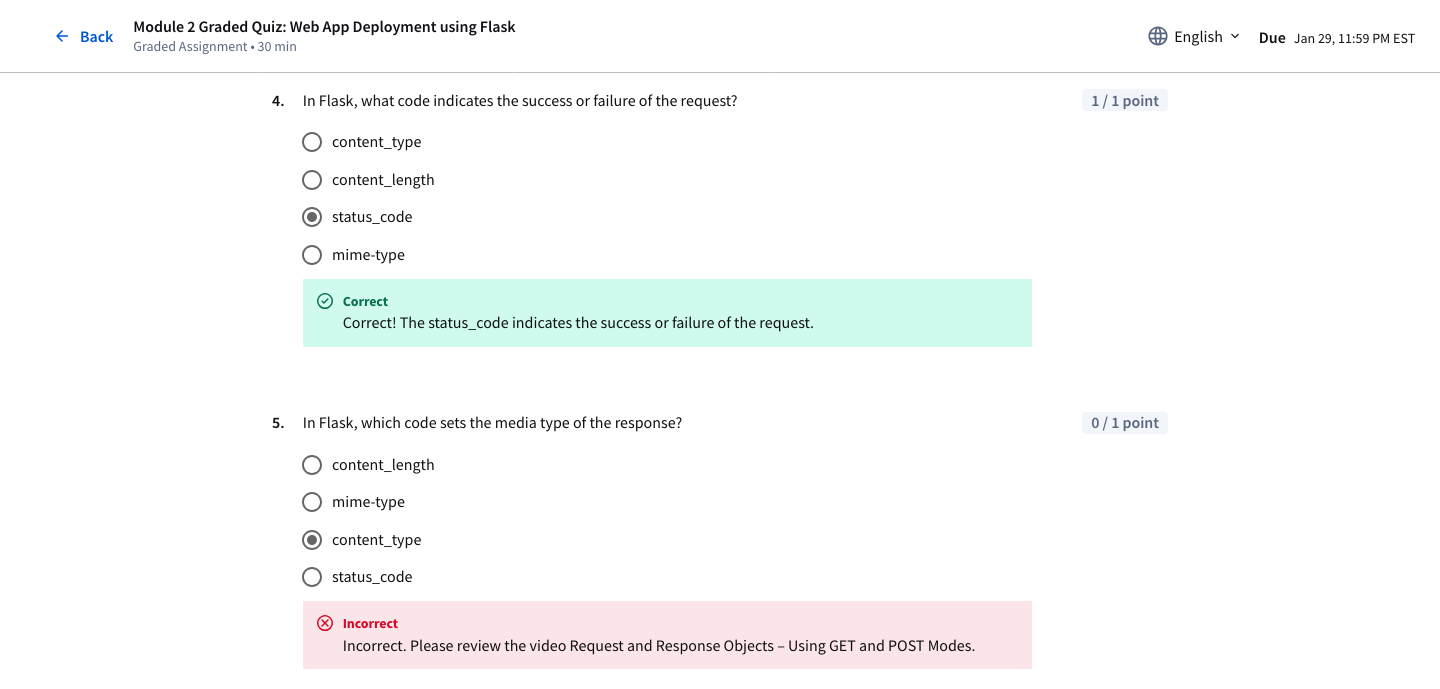 Back
Module 2 Graded Quiz: Web App Deployment using Flask
Graded Assignment • 30 min
English
Due Jan 29, 11:59 PM EST
4. In Flask, what code indicates the success or failure of the request?
1 / 1 point
content_type
content_length
status_code
mime-type
Correct
Correct! The status_code indicates the success or failure of the request.
5. In Flask, which code sets the media type of the response?
0 / 1 point
content_length
mime-type
content_type
status_code
Incorrect
Incorrect. Please review the video Request and Response Objects – Using GET and POST Modes.